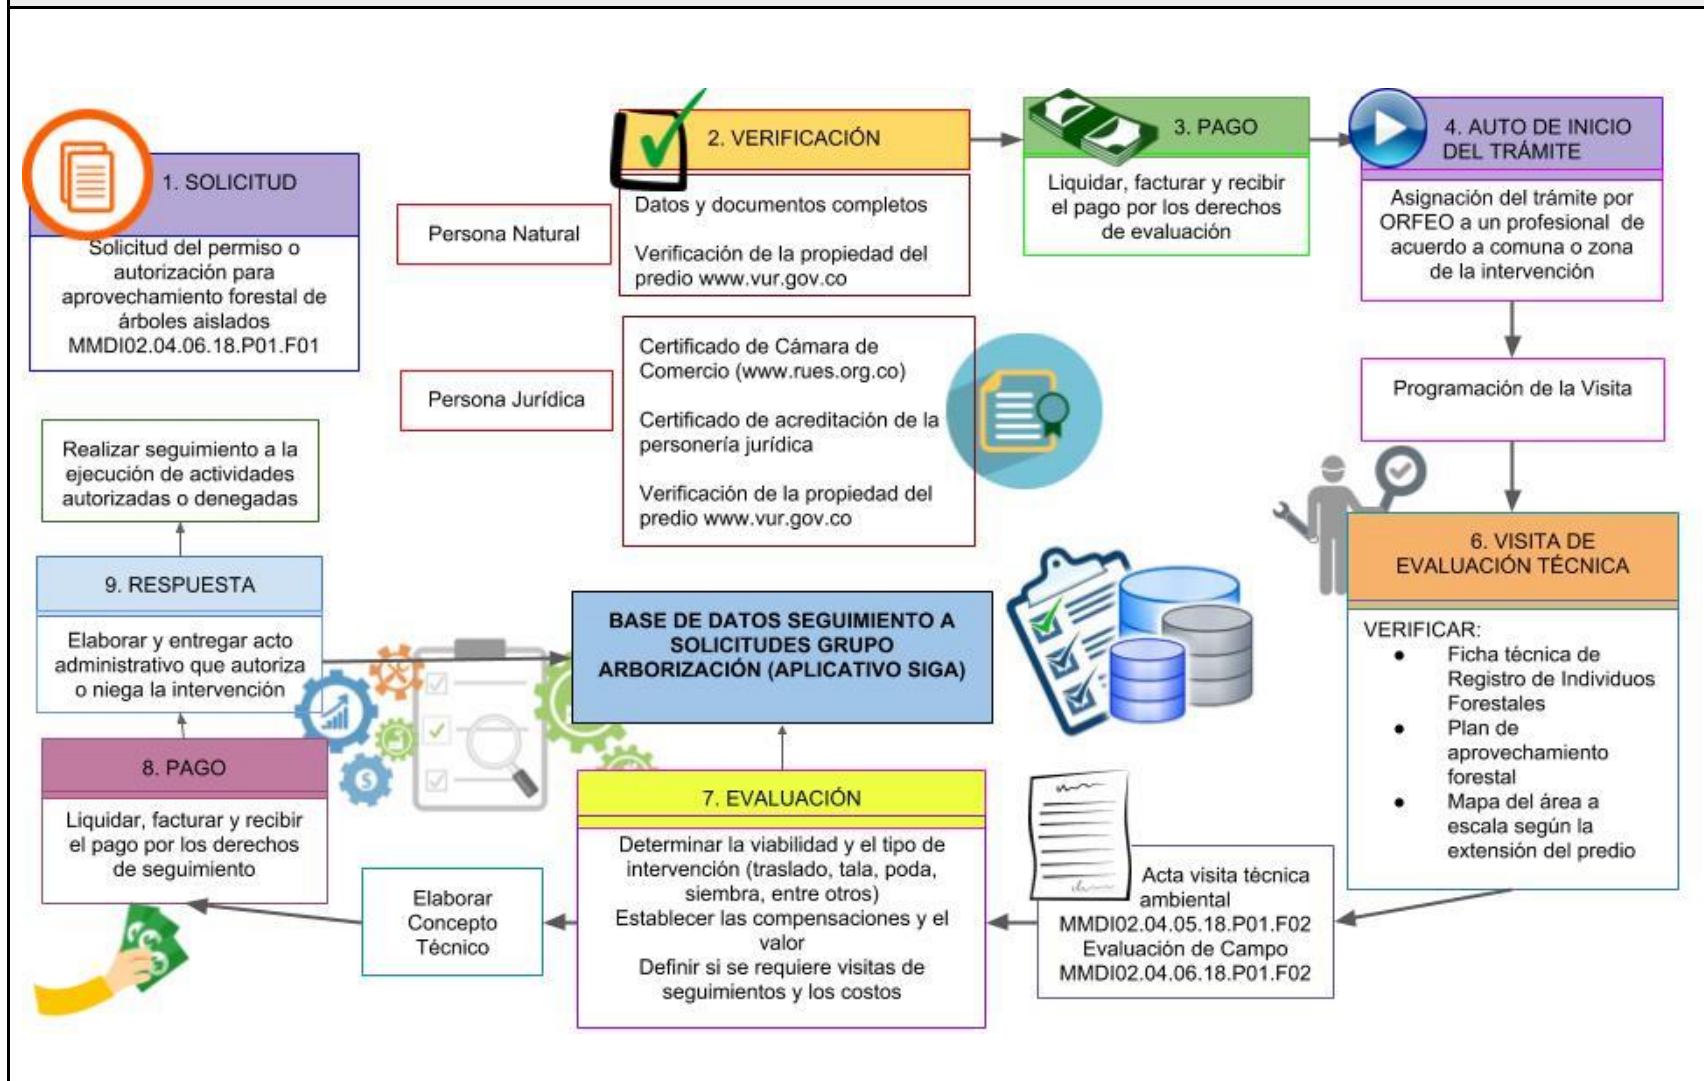 1. SOLICITUD
Solicitud del permiso o
autorización para
aprovechamiento forestal de
árboles aislados
MMDI02.04.06.18.P01.F01
2. VERIFICACIÓN
Persona Natural
Datos y documentos completos
Verificación de la propiedad del
predio www.vur.gov.co
Persona Jurídica
Certificado de Cámara de
Comercio (www.rues.org.co)
Certificado de acreditación de la
personería jurídica
Verificación de la propiedad del
predio www.vur.gov.co
3. PAGO
Liquidar, facturar y recibir
el pago por los derechos
de evaluación
4. AUTO DE INICIO
DEL TRÁMITE
Asignación del trámite por
ORFEO a un profesional de
acuerdo a comuna o zona
de la intervención
Programación de la Visita
6. VISITA DE
EVALUACIÓN TÉCNICA
VERIFICAR:
● Ficha técnica de
Registro de Individuos
Forestales
● Plan de
aprovechamiento
forestal
● Mapa del área a
escala según la
extensión del predio
Acta visita técnica
ambiental
MMDI02.04.05.18.P01.F02
Evaluación de Campo
MMDI02.04.06.18.P01.F02
7. EVALUACIÓN
Determinar la viabilidad y el tipo de
intervención (traslado, tala, poda,
siembra, entre otros)
Establecer las compensaciones y el
valor
Definir si se requiere visitas de
seguimientos y los costos
BASE DE DATOS SEGUIMIENTO A
SOLICITUDES GRUPO
ARBORIZACIÓN (APLICATIVO SIGA)
Elaborar
Concepto
Técnico
8. PAGO
Liquidar, facturar y recibir
el pago por los derechos
de seguimiento
9. RESPUESTA
Elaborar y entregar acto
administrativo que autoriza
o niega la intervención
Realizar seguimiento a la
ejecución de actividades
autorizadas o denegadas